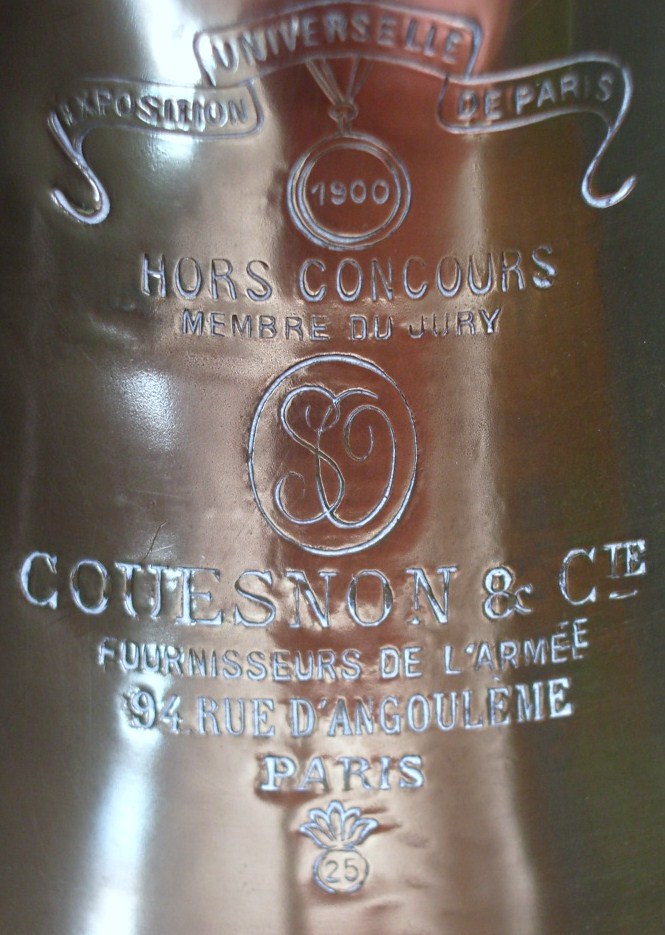 EXPOSITION UNIVERSELLE DE PARIS
1900
HORS CONCOURS
MEMBRE DU JURY
COUESNON & CIE
FOURNISSEURS DE L'ARMÉE
94 RUE D'ANGOULÊME
PARIS
25